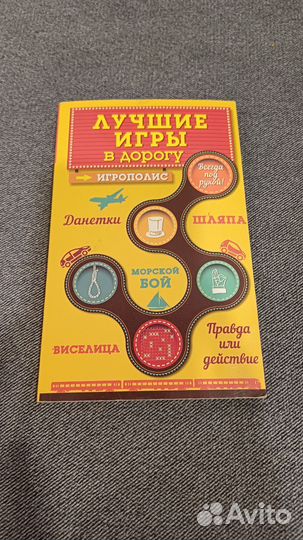 ЛУЧШИЕ
ИГРЫ
В ДОРОГУ
ИГРОПОЛИС
Всегда
под
рукой!
Данетки
ШЛЯПА
МОРСКОЙ
БОЙ
ВИСЕЛИЦА
Правда
или
действие
Avito